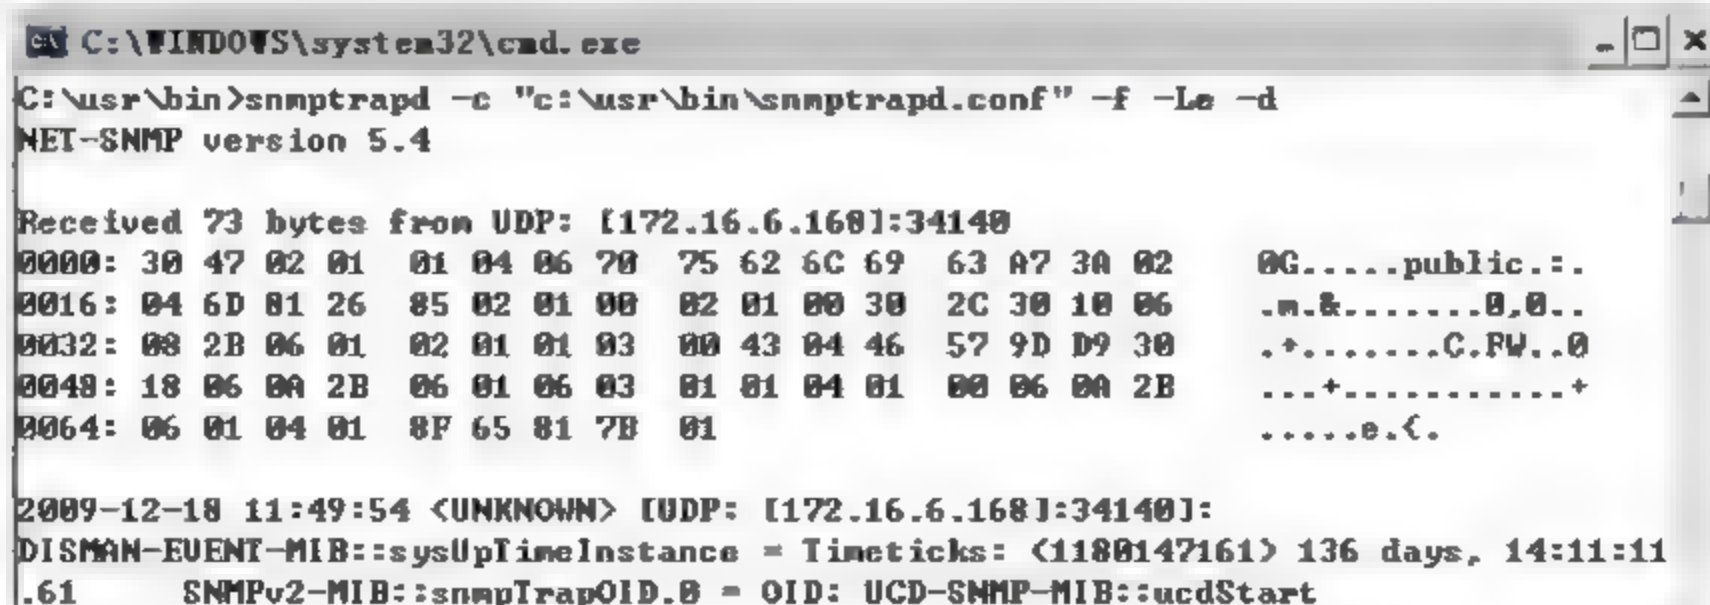 C:\WINDOWS\system32\cmd.exe
C:\usr\bin>snmptrapd -c "c:\usr\bin\snmptrapd.conf" -f -Le -d
NET-SNMP version 5.4
Received 73 bytes from UDP: [172.16.6.168]:34140
0000: 30 47 02 01 01 04 06 70 75 62 6C 69 63 A7 3A 02 0G.....public.:.
0016: 04 6D 81 26 85 02 01 00 02 01 00 30 2C 30 10 06 .m.&.......0,0..
0032: 08 2B 06 01 02 01 01 03 00 43 04 46 57 9D D9 30 .+.......C.FW..0
0048: 18 06 0A 2B 06 01 06 03 01 01 04 01 00 06 0A 2B ...+...........+
0064: 06 01 04 01 8F 65 81 7B 01 .....e.{.
2009-12-18 11:49:54 <UNKNOWN> [UDP: [172.16.6.168]:34140]:
DISMAN-EVENT-MIB::sysUpTimeInstance = Timeticks: (1180147161) 136 days, 14:11:11
.61 SNMPv2-MIB::snmpTrapOID.0 = OID: UCD-SNMP-MIB::ucdStart